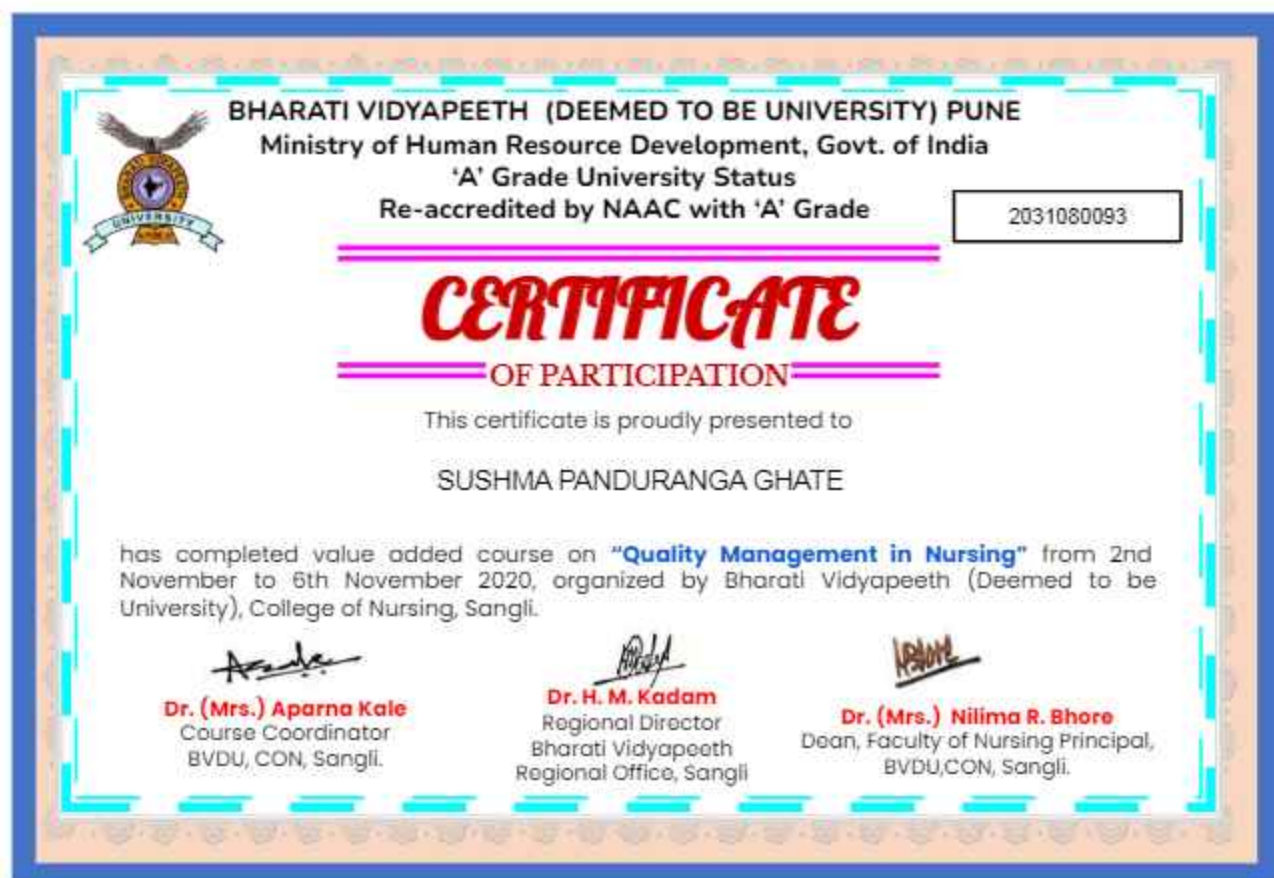 BHARATI VIDYAPEETH (DEEMED TO BE UNIVERSITY) PUNE
Ministry of Human Resource Development, Govt. of India
‘A’ Grade University Status
Re-accredited by NAAC with ‘A’ Grade
2031080093
BHARATI VIDYAPEETH
UNIVERSITY
CERTIFICATE
OF PARTICIPATION
This certificate is proudly presented to
SUSHMA PANDURANGA GHATE
has completed value added course on “Quality Management in Nursing” from 2nd
November to 6th November 2020, organized by Bharati Vidyapeeth (Deemed to be
University), College of Nursing, Sangli.
Dr. (Mrs.) Aparna Kale
Course Coordinator
BVDU, CON, Sangli.
Dr. H. M. Kadam
Regional Director
Bharati Vidyapeeth
Regional Office, Sangli
Dr. (Mrs.) Nilima R. Bhore
Dean, Faculty of Nursing Principal,
BVDU,CON, Sangli.